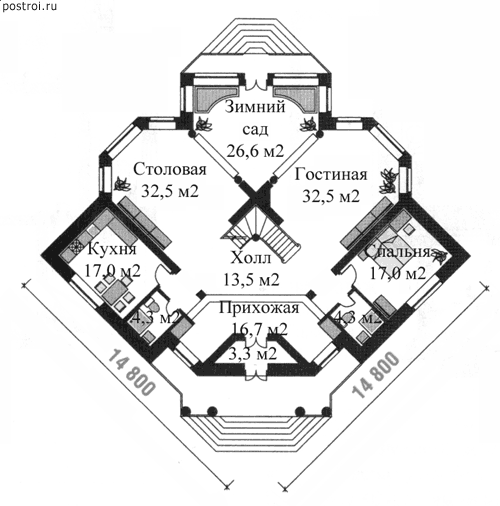 postroi.ru
Зимний
сад
26,6 м2
Столовая
32,5 м2
Гостиная
32,5 м2
Кухня
17,0 м2
Холл
13,5 м2
Спальня
17,0 м2
4,3 м2
Прихожая
16,7 м2
4,3 м2
3,3 м2
14 800
14 800